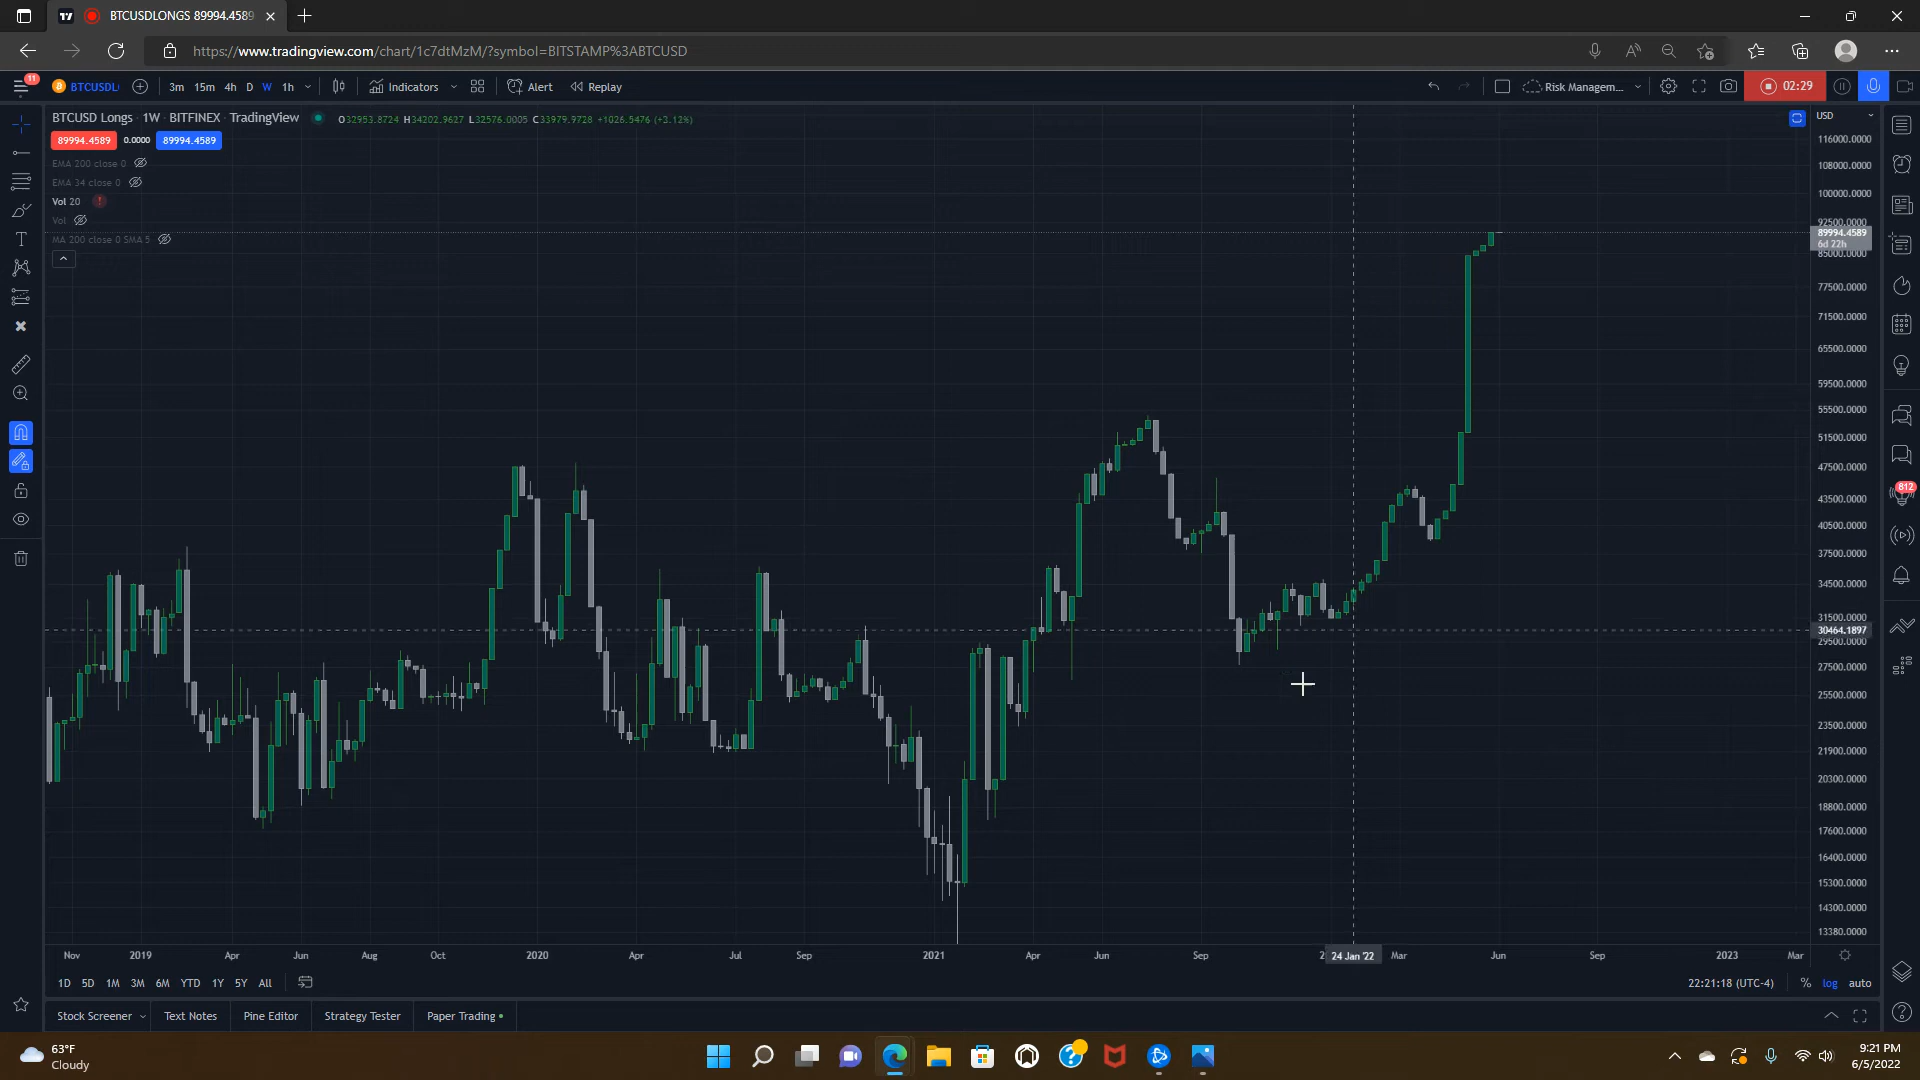 BTCUSDLONGS 89994.4589
https://www.tradingview.com/chart/1c7dtMzM/?symbol=BITSTAMP%3ABTCUSD
11 BTCUSDL 3m 15m 4h D W 1h Indicators Alert Replay Risk Managem... 02:29
BTCUSD Longs · 1W · BITFINEX · TradingView O32953.8724 H34202.9627 L32576.0005 C33979.9728 +1026.5476 (+3.12%) USD
89994.4589 0.0000 89994.4589
EMA 200 close 0
EMA 34 close 0
Vol 20
Vol
MA 200 close 0 SMA 5
116000.0000
108000.0000
100000.0000
92500.0000
89994.4589
6d 22h
85000.0000
77500.0000
71500.0000
65500.0000
59500.0000
55500.0000
51500.0000
47500.0000
43500.0000
40500.0000
37500.0000
34500.0000
31500.0000
30464.1897
29500.0000
27500.0000
25500.0000
23500.0000
21900.0000
20300.0000
18800.0000
17600.0000
16400.0000
15300.0000
14300.0000
13380.0000
812
Nov 2019 Apr Jun Aug Oct 2020 Apr Jul Sep 2021 Apr Jun Sep 24 Jan '22 Mar Jun Sep 2023 Mar
1D 5D 1M 3M 6M YTD 1Y 5Y All 22:21:18 (UTC-4) % log auto
Stock Screener Text Notes Pine Editor Strategy Tester Paper Trading
63°F
Cloudy
9:21 PM
6/5/2022